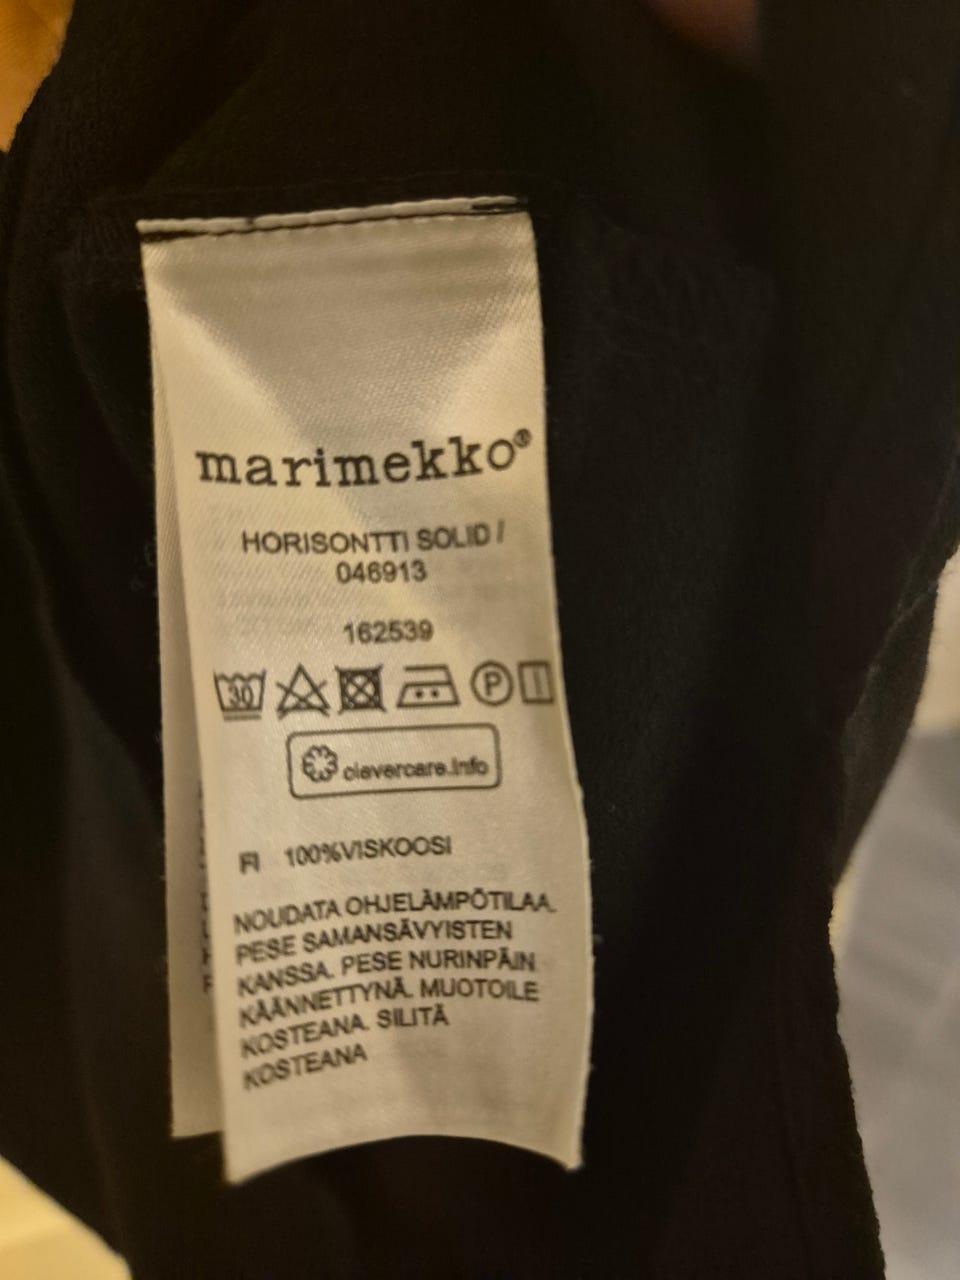 marimekko®
HORISONTTI SOLID /
046913
162539
30
P
clevercare.info
FI 100%VISKOOSI
NOUDATA OHJELÄMPÖTILAA.
PESE SAMANSÄVYISTEN
KANSSA. PESE NURINPÄIN
KÄÄNNETTYNÄ. MUOTOILE
KOSTEANA. SILITÄ
KOSTEANA